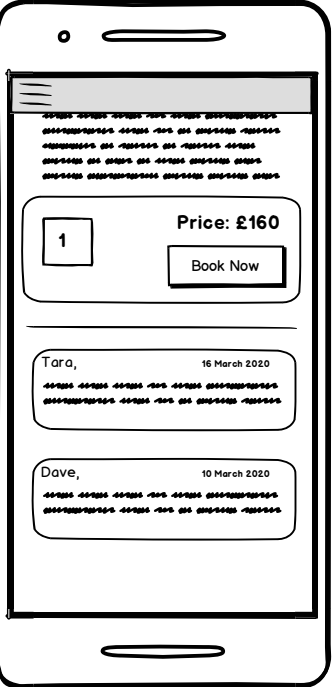 Price: £160
1
Book Now
Tara,
16 March 2020
Dave,
10 March 2020